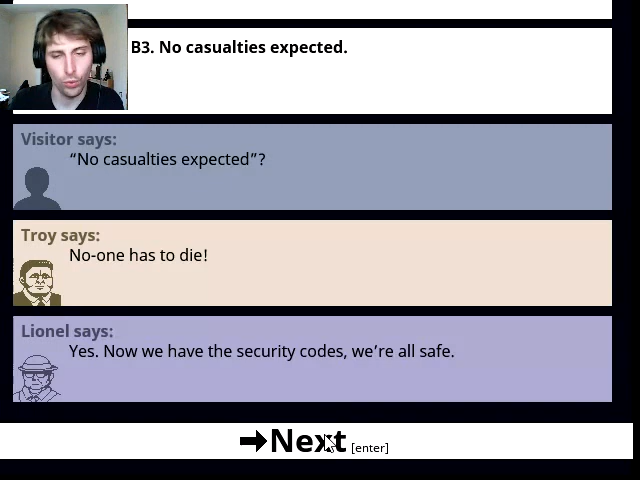 B3. No casualties expected.
Visitor says:
“No casualties expected”?
Troy says:
No-one has to die!
Lionel says:
Yes. Now we have the security codes, we’re all safe.
➡Next [enter]